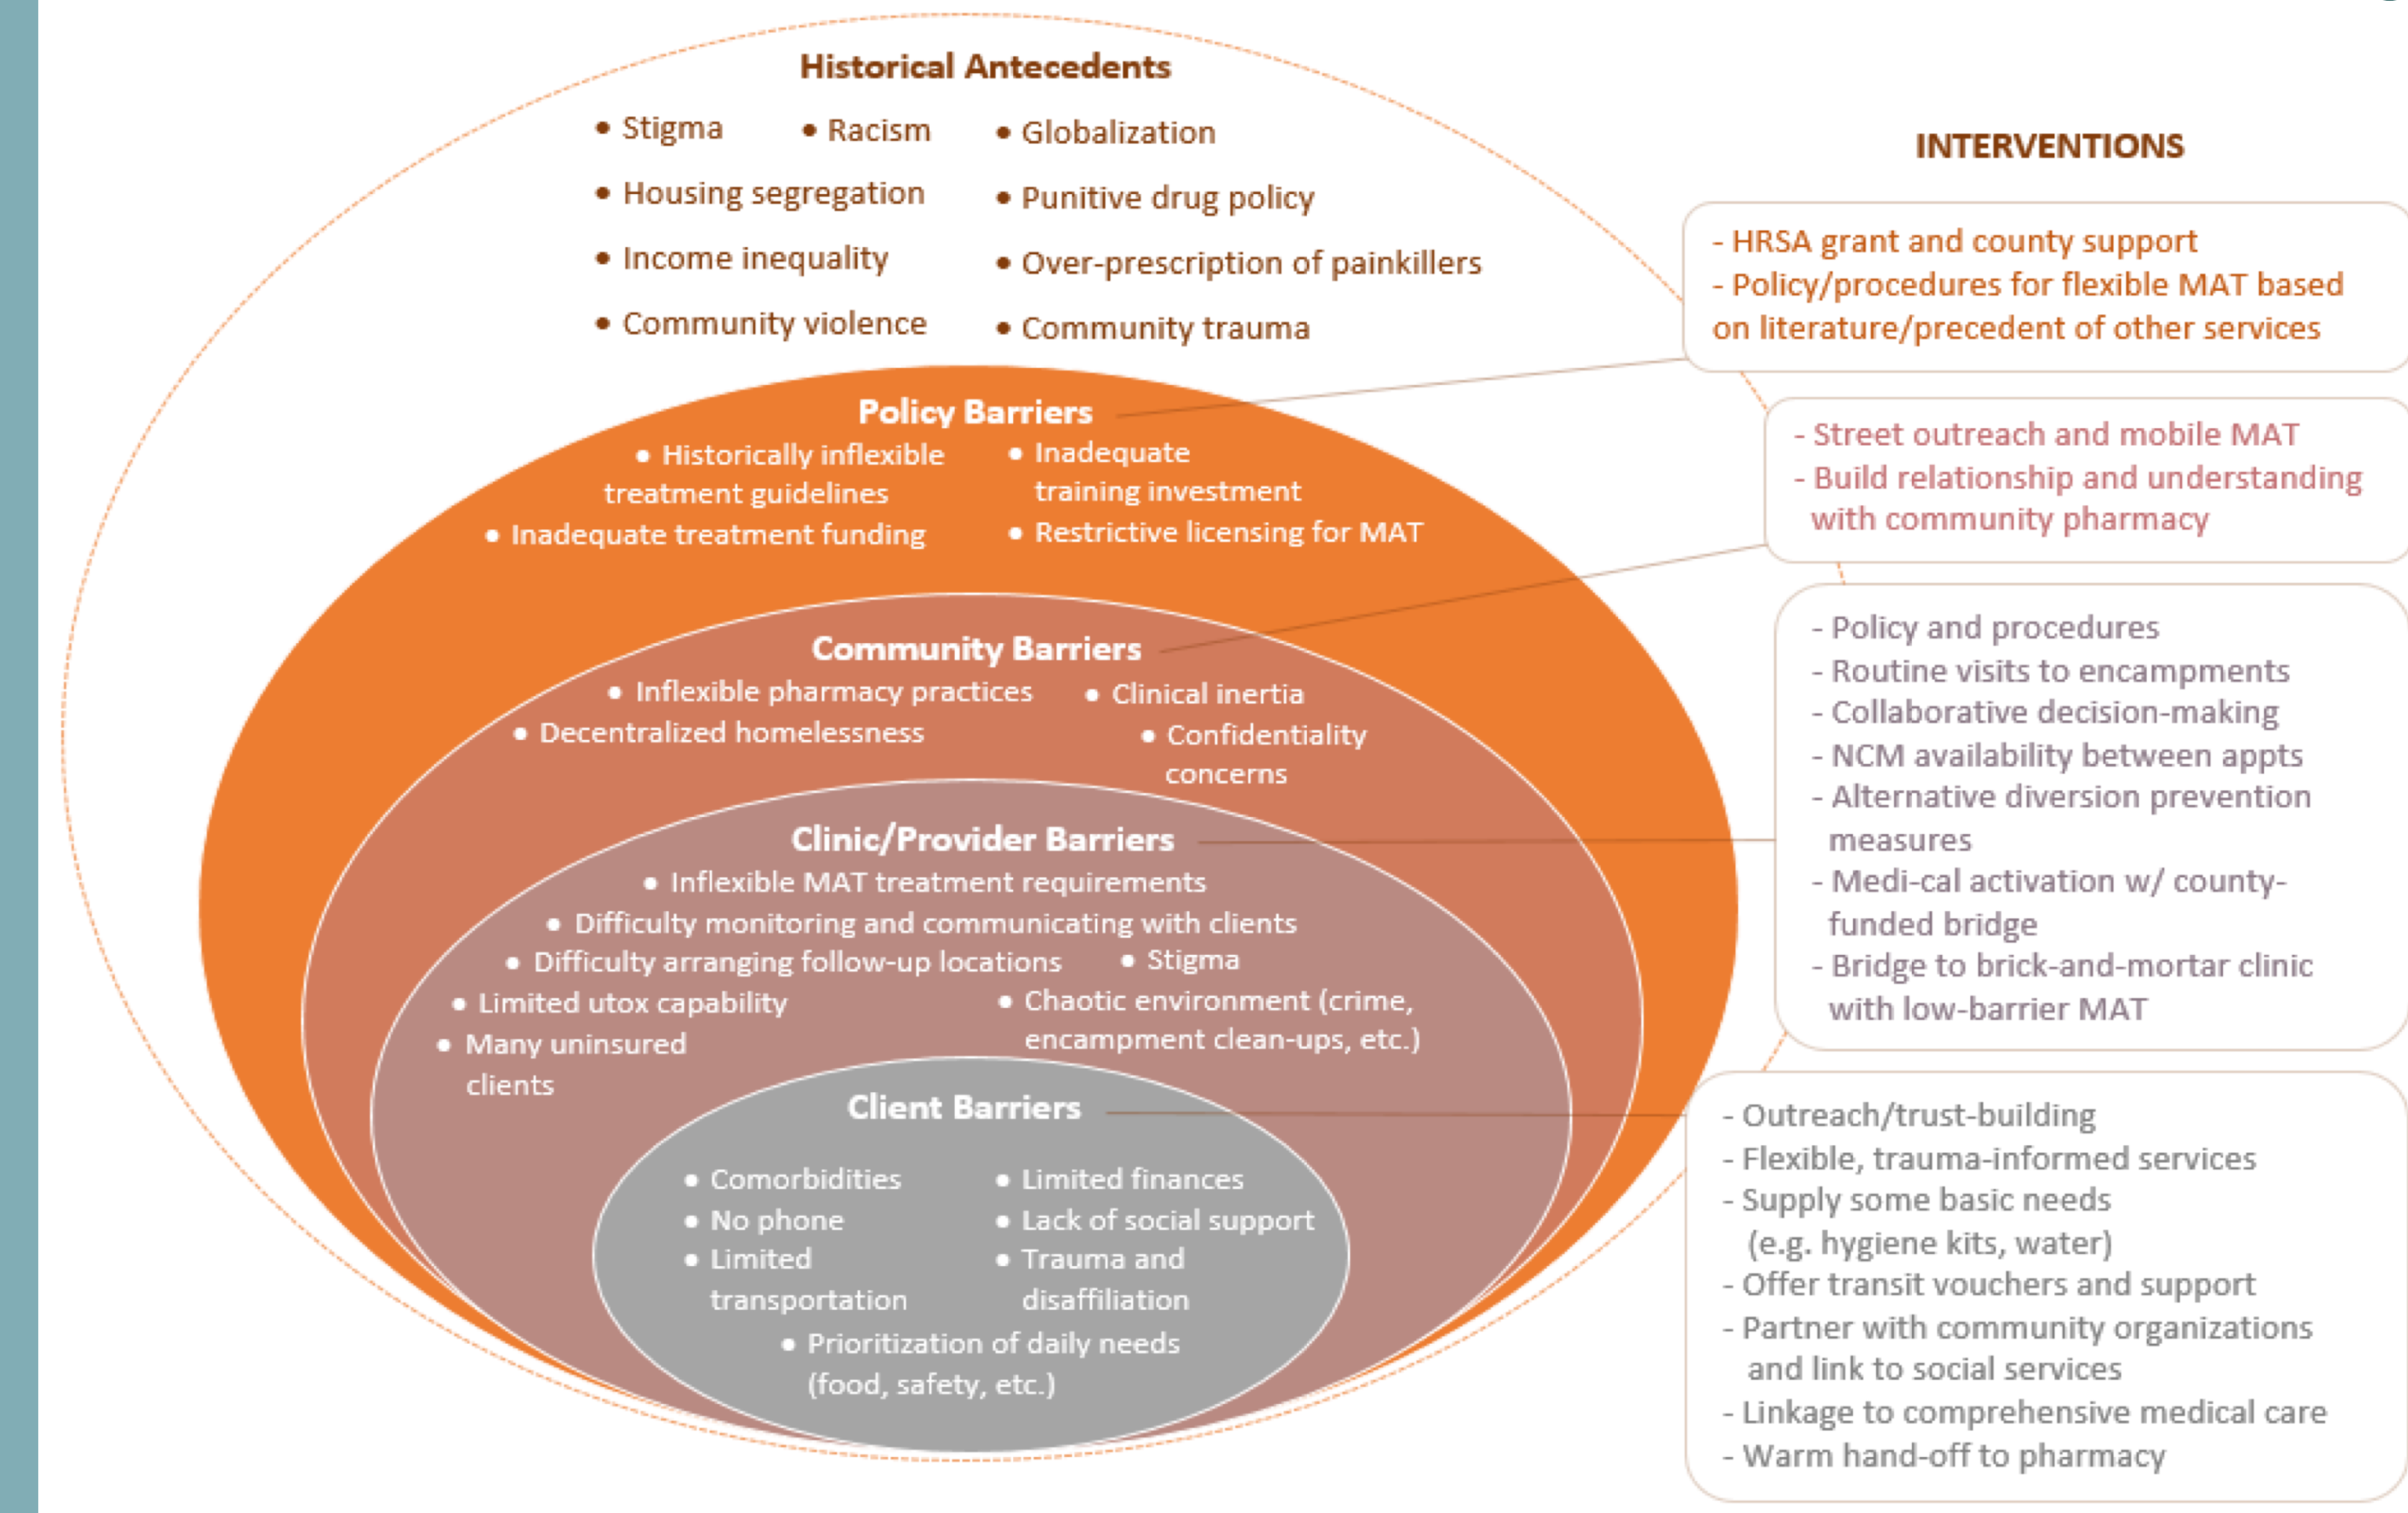 Historical Antecedents
• Stigma
• Racism
• Globalization
• Housing segregation
• Punitive drug policy
• Income inequality
• Over-prescription of painkillers
• Community violence
• Community trauma
Policy Barriers
• Historically inflexible
treatment guidelines
• Inadequate treatment funding
• Inadequate
training investment
• Restrictive licensing for MAT
Community Barriers
• Inflexible pharmacy practices
• Decentralized homelessness
• Clinical inertia
• Confidentiality
concerns
Clinic/Provider Barriers
• Inflexible MAT treatment requirements
• Difficulty monitoring and communicating with clients
• Difficulty arranging follow-up locations
• Stigma
• Limited utox capability
• Many uninsured
clients
• Chaotic environment (crime,
encampment clean-ups, etc.)
Client Barriers
• Comorbidities
• No phone
• Limited
transportation
• Limited finances
• Lack of social support
• Trauma and
disaffiliation
• Prioritization of daily needs
(food, safety, etc.)
INTERVENTIONS
- HRSA grant and county support
- Policy/procedures for flexible MAT based
on literature/precedent of other services
- Street outreach and mobile MAT
- Build relationship and understanding
with community pharmacy
- Policy and procedures
- Routine visits to encampments
- Collaborative decision-making
- NCM availability between appts
- Alternative diversion prevention
measures
- Medi-cal activation w/ county-
funded bridge
- Bridge to brick-and-mortar clinic
with low-barrier MAT
- Outreach/trust-building
- Flexible, trauma-informed services
- Supply some basic needs
(e.g. hygiene kits, water)
- Offer transit vouchers and support
- Partner with community organizations
and link to social services
- Linkage to comprehensive medical care
- Warm hand-off to pharmacy